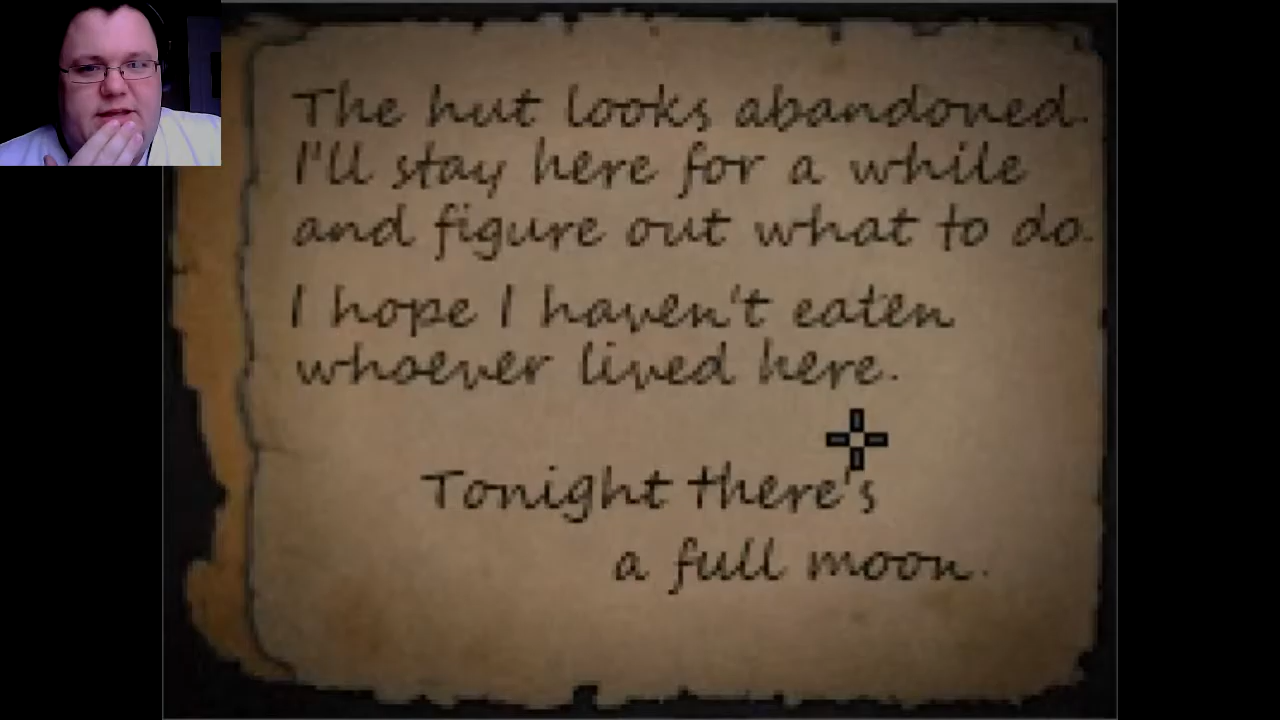 The hut looks abandoned.
I'll stay here for a while
and figure out what to do.
I hope I haven't eaten
whoever lived here.
Tonight there's
a full moon.